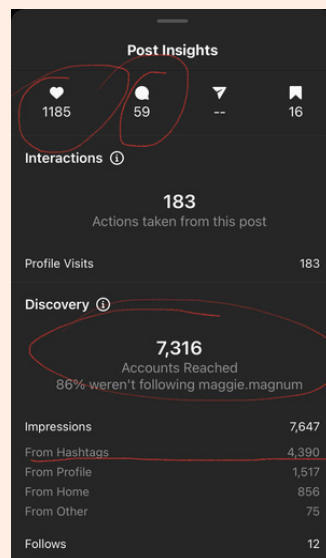 Post Insights
1185 59 -- 16
Interactions
183
Actions taken from this post
Profile Visits 183
Discovery
7,316
Accounts Reached
86% weren't following maggie.magnum
Impressions 7,647
From Hashtags 4,390
From Profile 1,517
From Home 856
From Other 75
Follows 12